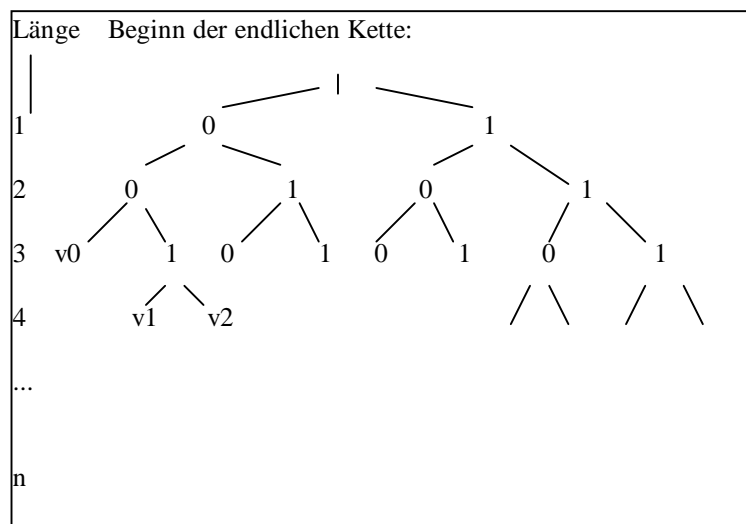 Länge Beginn der endlichen Kette:
1 0 1
2 0 1 0 1
3 v0 1 0 1 0 1 0 1
4 v1 v2
...
n